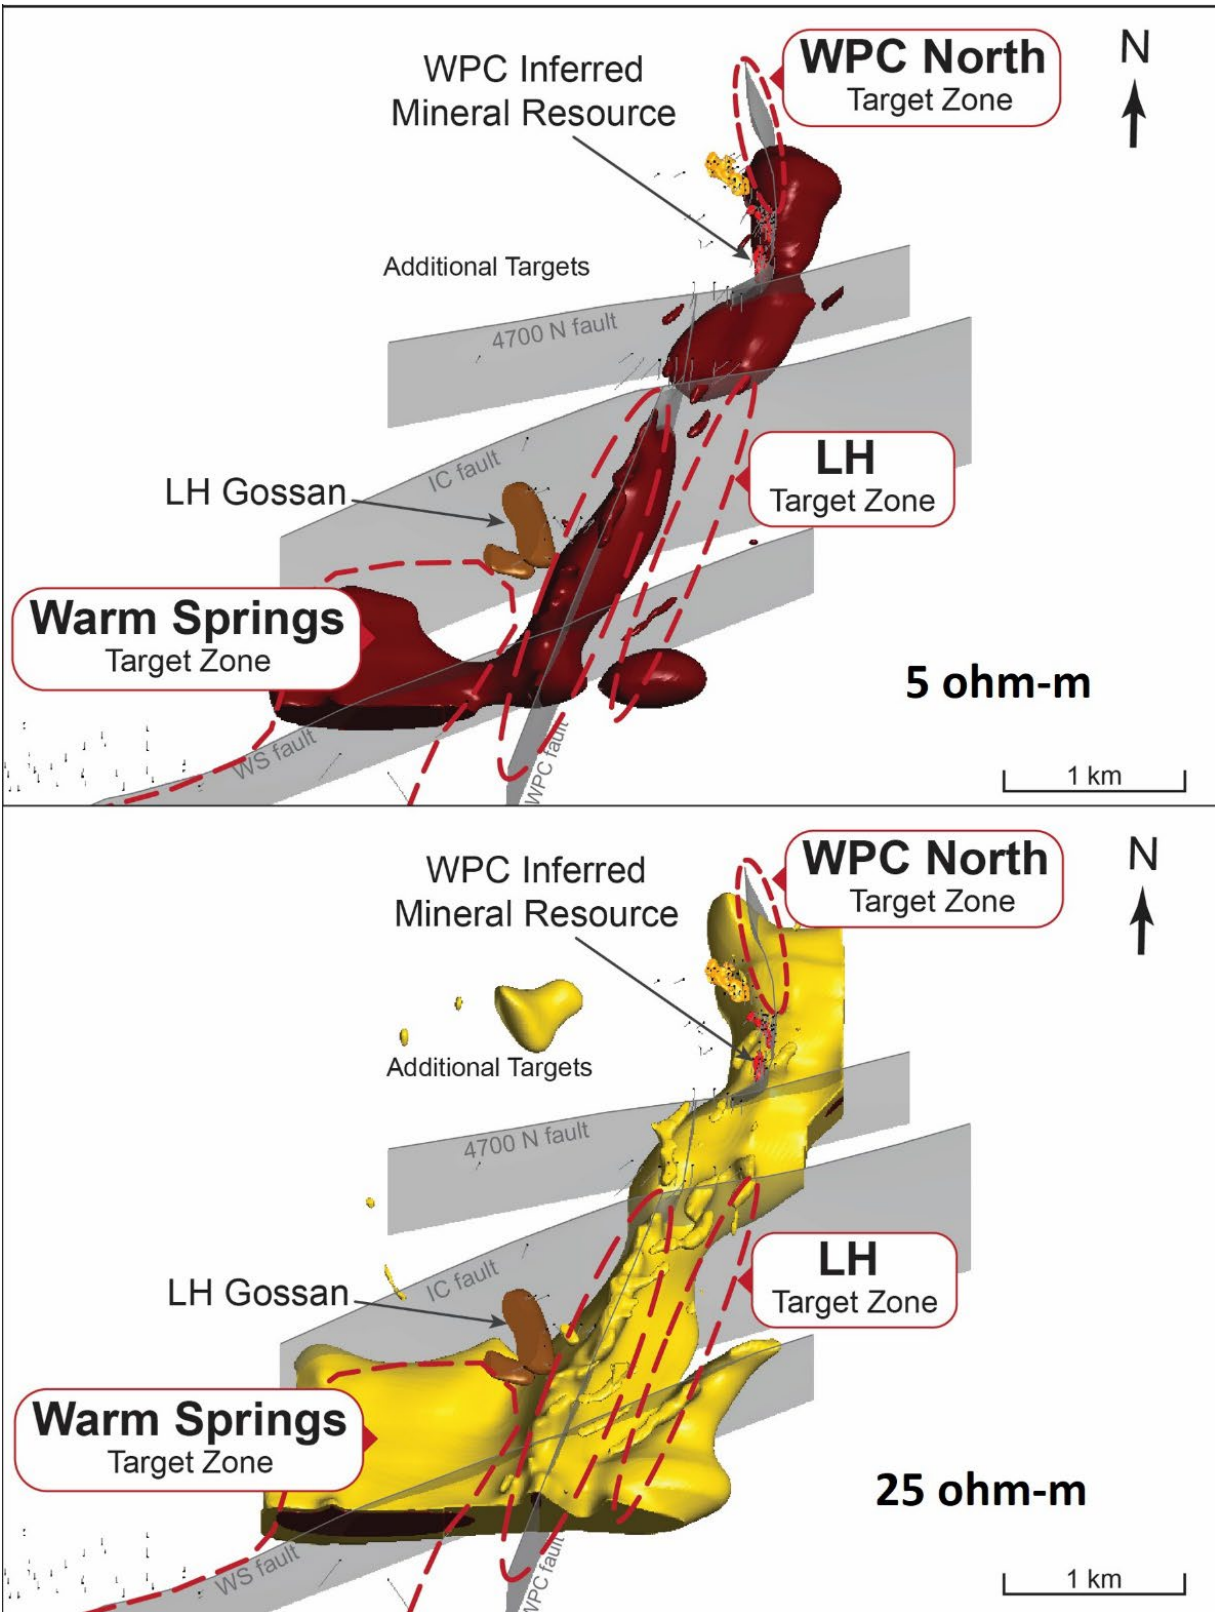 WPC Inferred
Mineral Resource
WPC North
Target Zone
N
Additional Targets
4700 N fault
IC fault
LH Gossan
LH
Target Zone
Warm Springs
Target Zone
5 ohm-m
WS fault
WPC fault
1 km
WPC Inferred
Mineral Resource
WPC North
Target Zone
N
Additional Targets
4700 N fault
IC fault
LH Gossan
LH
Target Zone
Warm Springs
Target Zone
25 ohm-m
WS fault
WPC fault
1 km